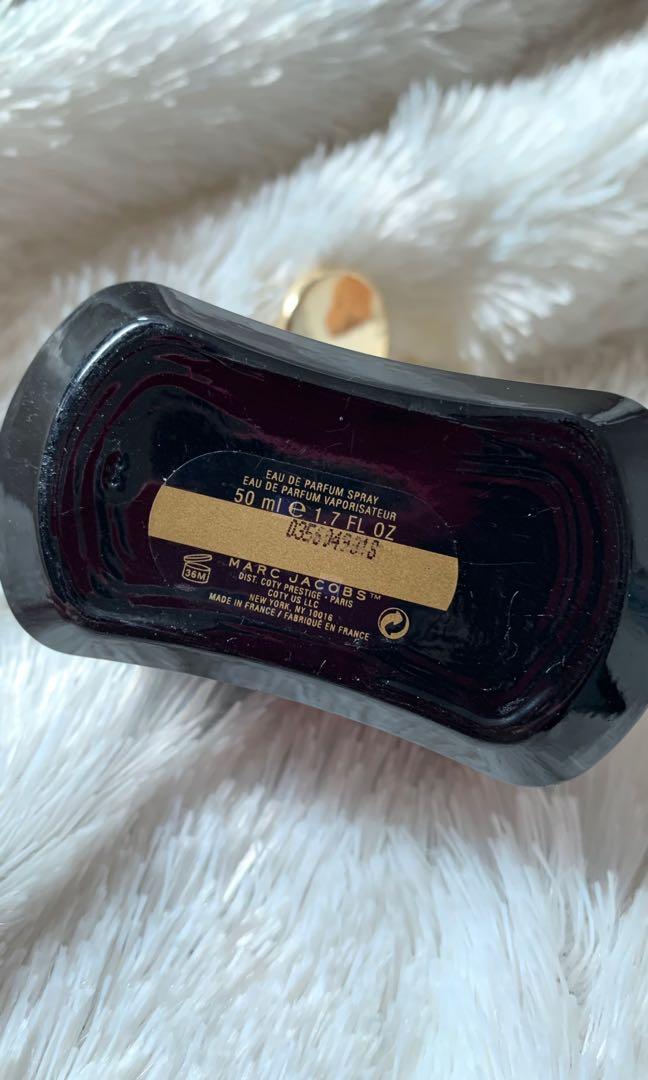 EAU DE PARFUM SPRAY
EAU DE PARFUM VAPORISATEUR
50 ml ℮ 1.7 FL OZ
36M
MARC JACOBS™
DIST. COTY PRESTIGE • PARIS
COTY US LLC
NEW YORK, NY 10016
MADE IN FRANCE / FABRIQUÉ EN FRANCE